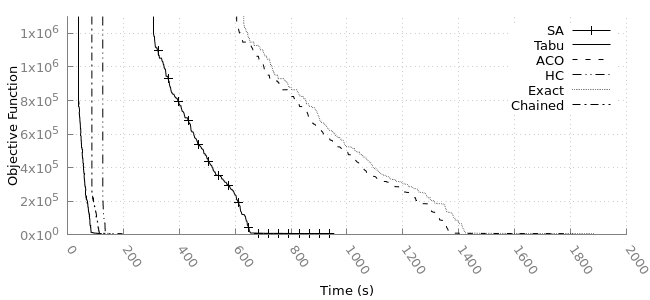 1x10⁶
1x10⁶
8x10⁵
6x10⁵
4x10⁵
2x10⁵
0x10⁰
Objective Function
SA
Tabu
ACO
HC
Exact
Chained
0
200
400
600
800
1000
1200
1400
1600
1800
2000
Time (s)